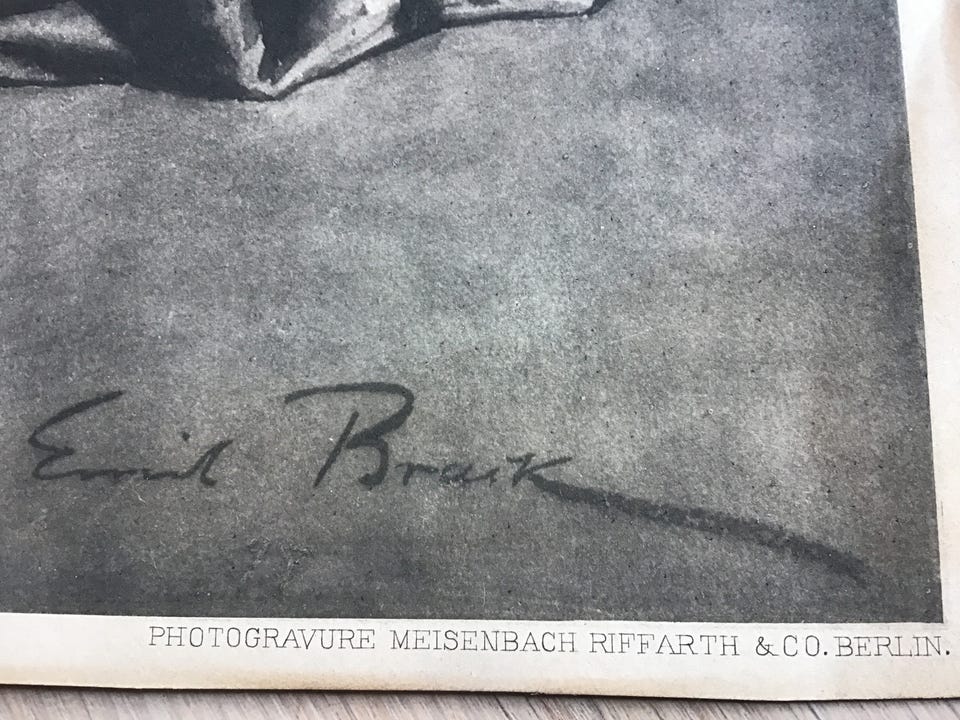 Emil Brack
PHOTOGRAVURE MEISENBACH RIFFARTH & CO. BERLIN.